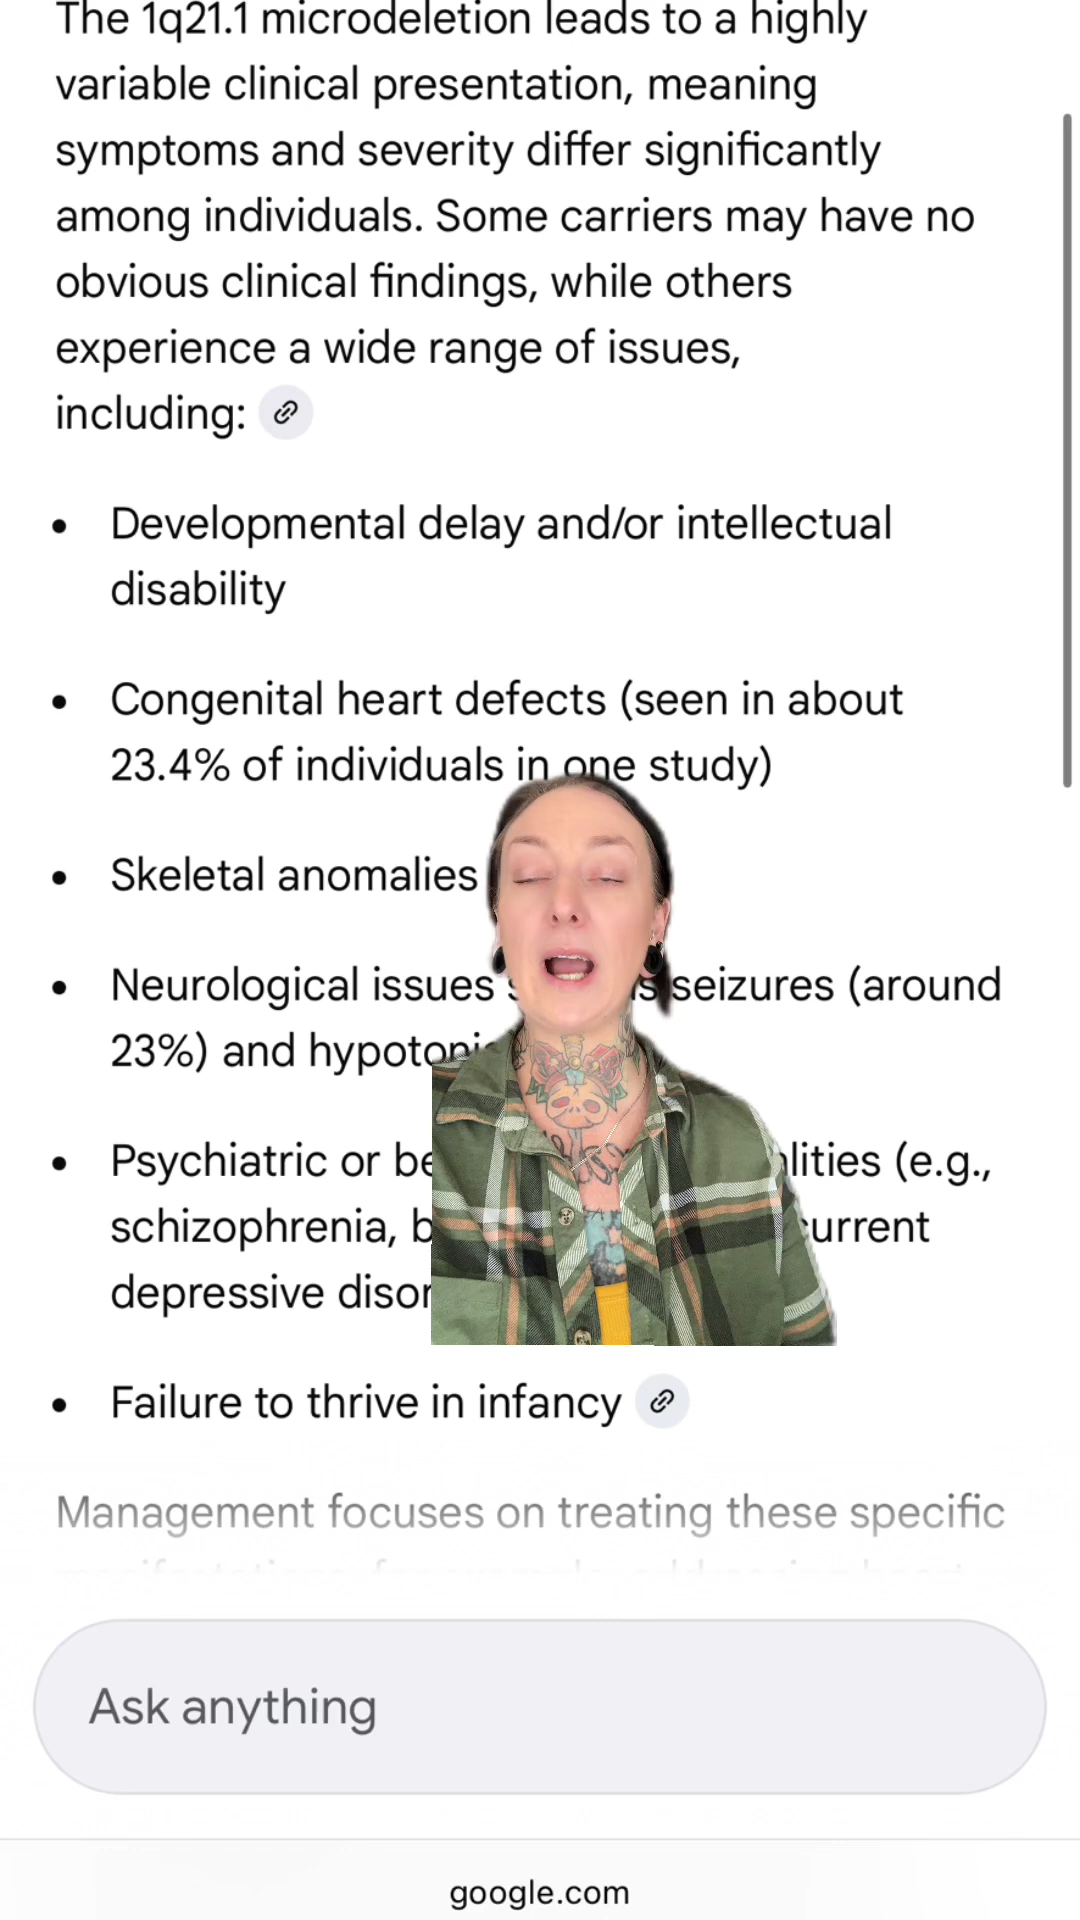 The 1q21.1 microdeletion leads to a highly
variable clinical presentation, meaning
symptoms and severity differ significantly
among individuals. Some carriers may have no
obvious clinical findings, while others
experience a wide range of issues,
including:
• Developmental delay and/or intellectual
disability
• Congenital heart defects (seen in about
23.4% of individuals in one study)
• Skeletal anomalies
• Neurological issues seizures (around
23%) and
• Psychiatric or (e.g.,
schizophrenia,
depressive
• Failure to thrive in infancy
Management focuses on treating these specific
Ask anything
google.com